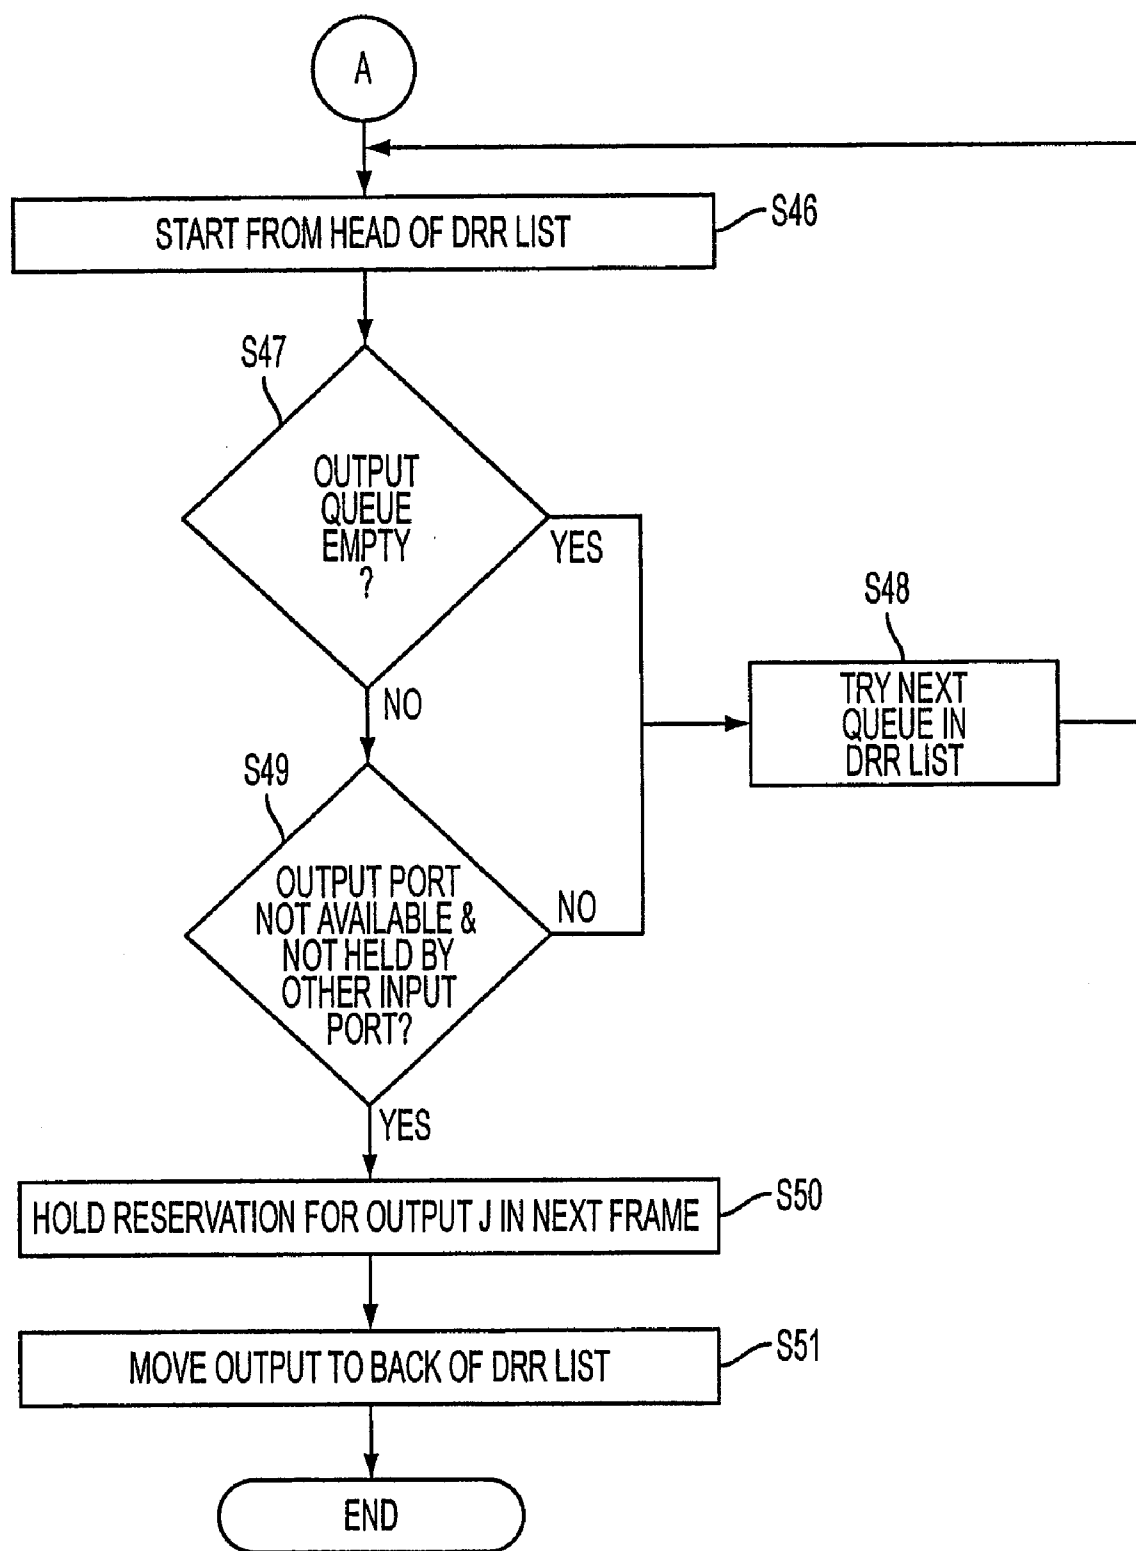 A
START FROM HEAD OF DRR LIST
S46
S47
OUTPUT
QUEUE
EMPTY
?
YES
NO
S48
TRY NEXT
QUEUE IN
DRR LIST
S49
OUTPUT PORT
NOT AVAILABLE &
NOT HELD BY
OTHER INPUT
PORT?
NO
YES
HOLD RESERVATION FOR OUTPUT J IN NEXT FRAME
S50
MOVE OUTPUT TO BACK OF DRR LIST
S51
END